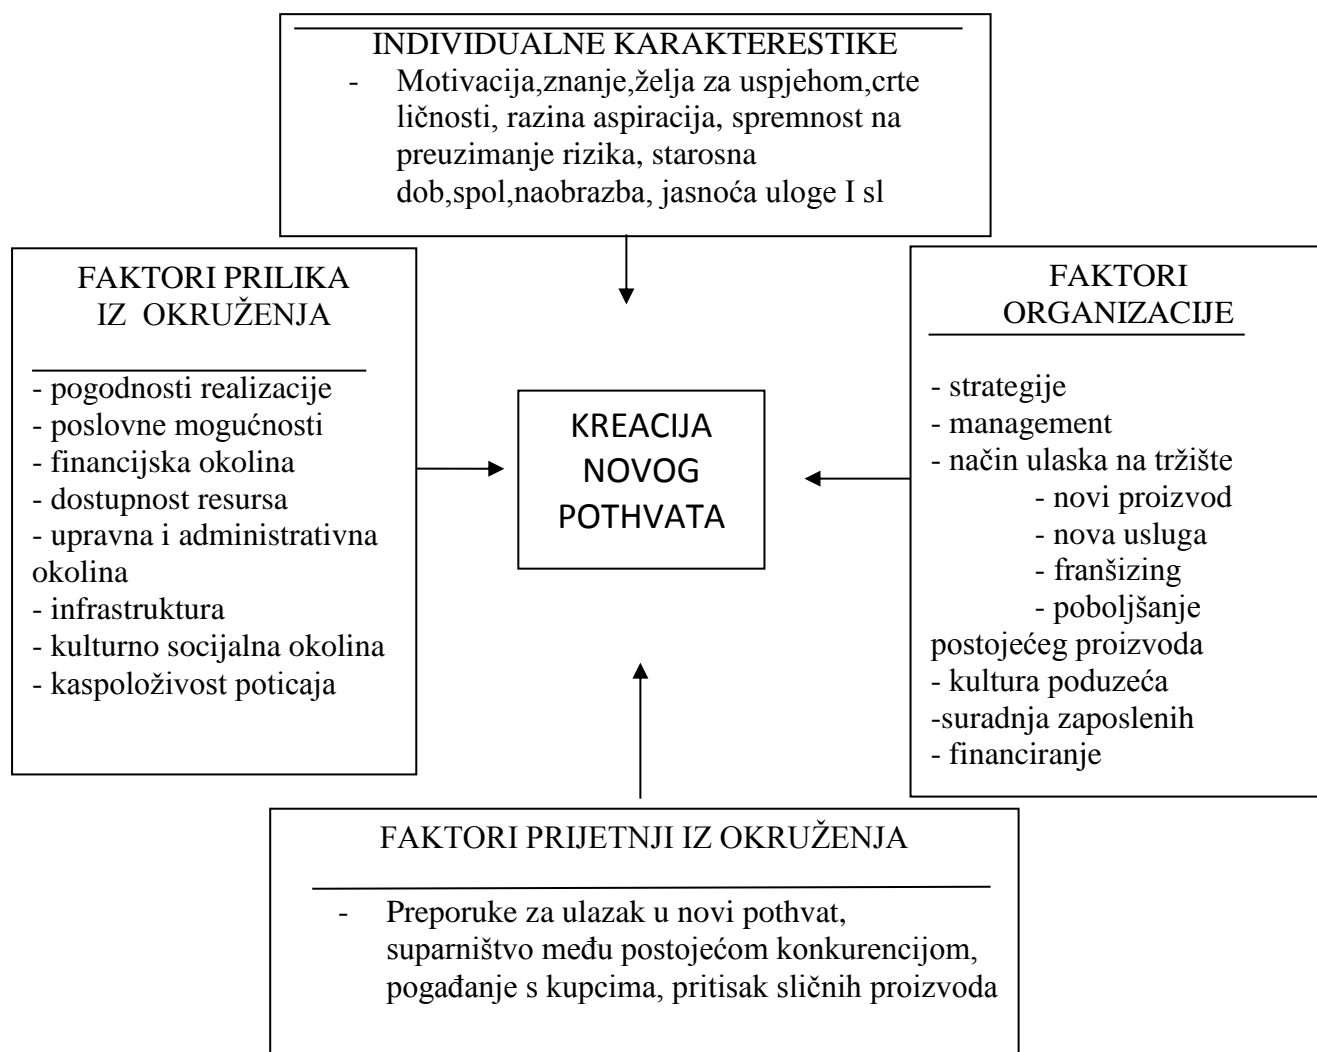 INDIVIDUALNE KARAKTERESTIKE
- Motivacija,znanje,želja za uspjehom,crte
ličnosti, razina aspiracija, spremnost na
preuzimanje rizika, starosna
dob,spol,naobrazba, jasnoća uloge I sl
FAKTORI PRILIKA
IZ OKRUŽENJA
- pogodnosti realizacije
- poslovne mogućnosti
- financijska okolina
- dostupnost resursa
- upravna i administrativna
okolina
- infrastruktura
- kulturno socijalna okolina
- kaspoloživost poticaja
KREACIJA
NOVOG
POTHVATA
FAKTORI
ORGANIZACIJE
- strategije
- management
- način ulaska na tržište
- novi proizvod
- nova usluga
- franšizing
- poboljšanje
postojećeg proizvoda
- kultura poduzeća
-suradnja zaposlenih
- financiranje
FAKTORI PRIJETNJI IZ OKRUŽENJA
- Preporuke za ulazak u novi pothvat,
suparništvo među postojećom konkurencijom,
pogađanje s kupcima, pritisak sličnih proizvoda